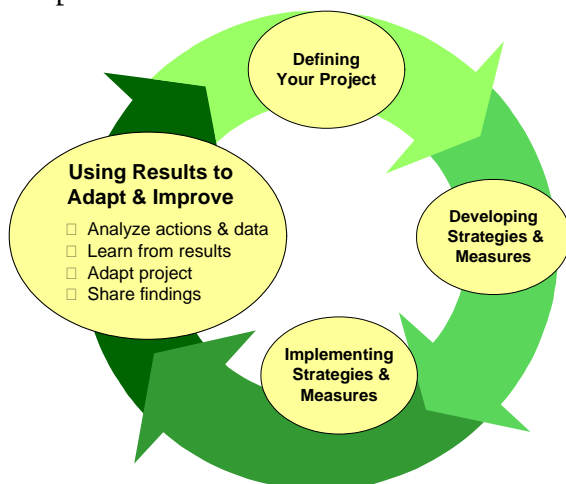 Defining
Your Project
Using Results to
Adapt & Improve
□ Analyze actions & data
□ Learn from results
□ Adapt project
□ Share findings
Developing
Strategies &
Measures
Implementing
Strategies &
Measures